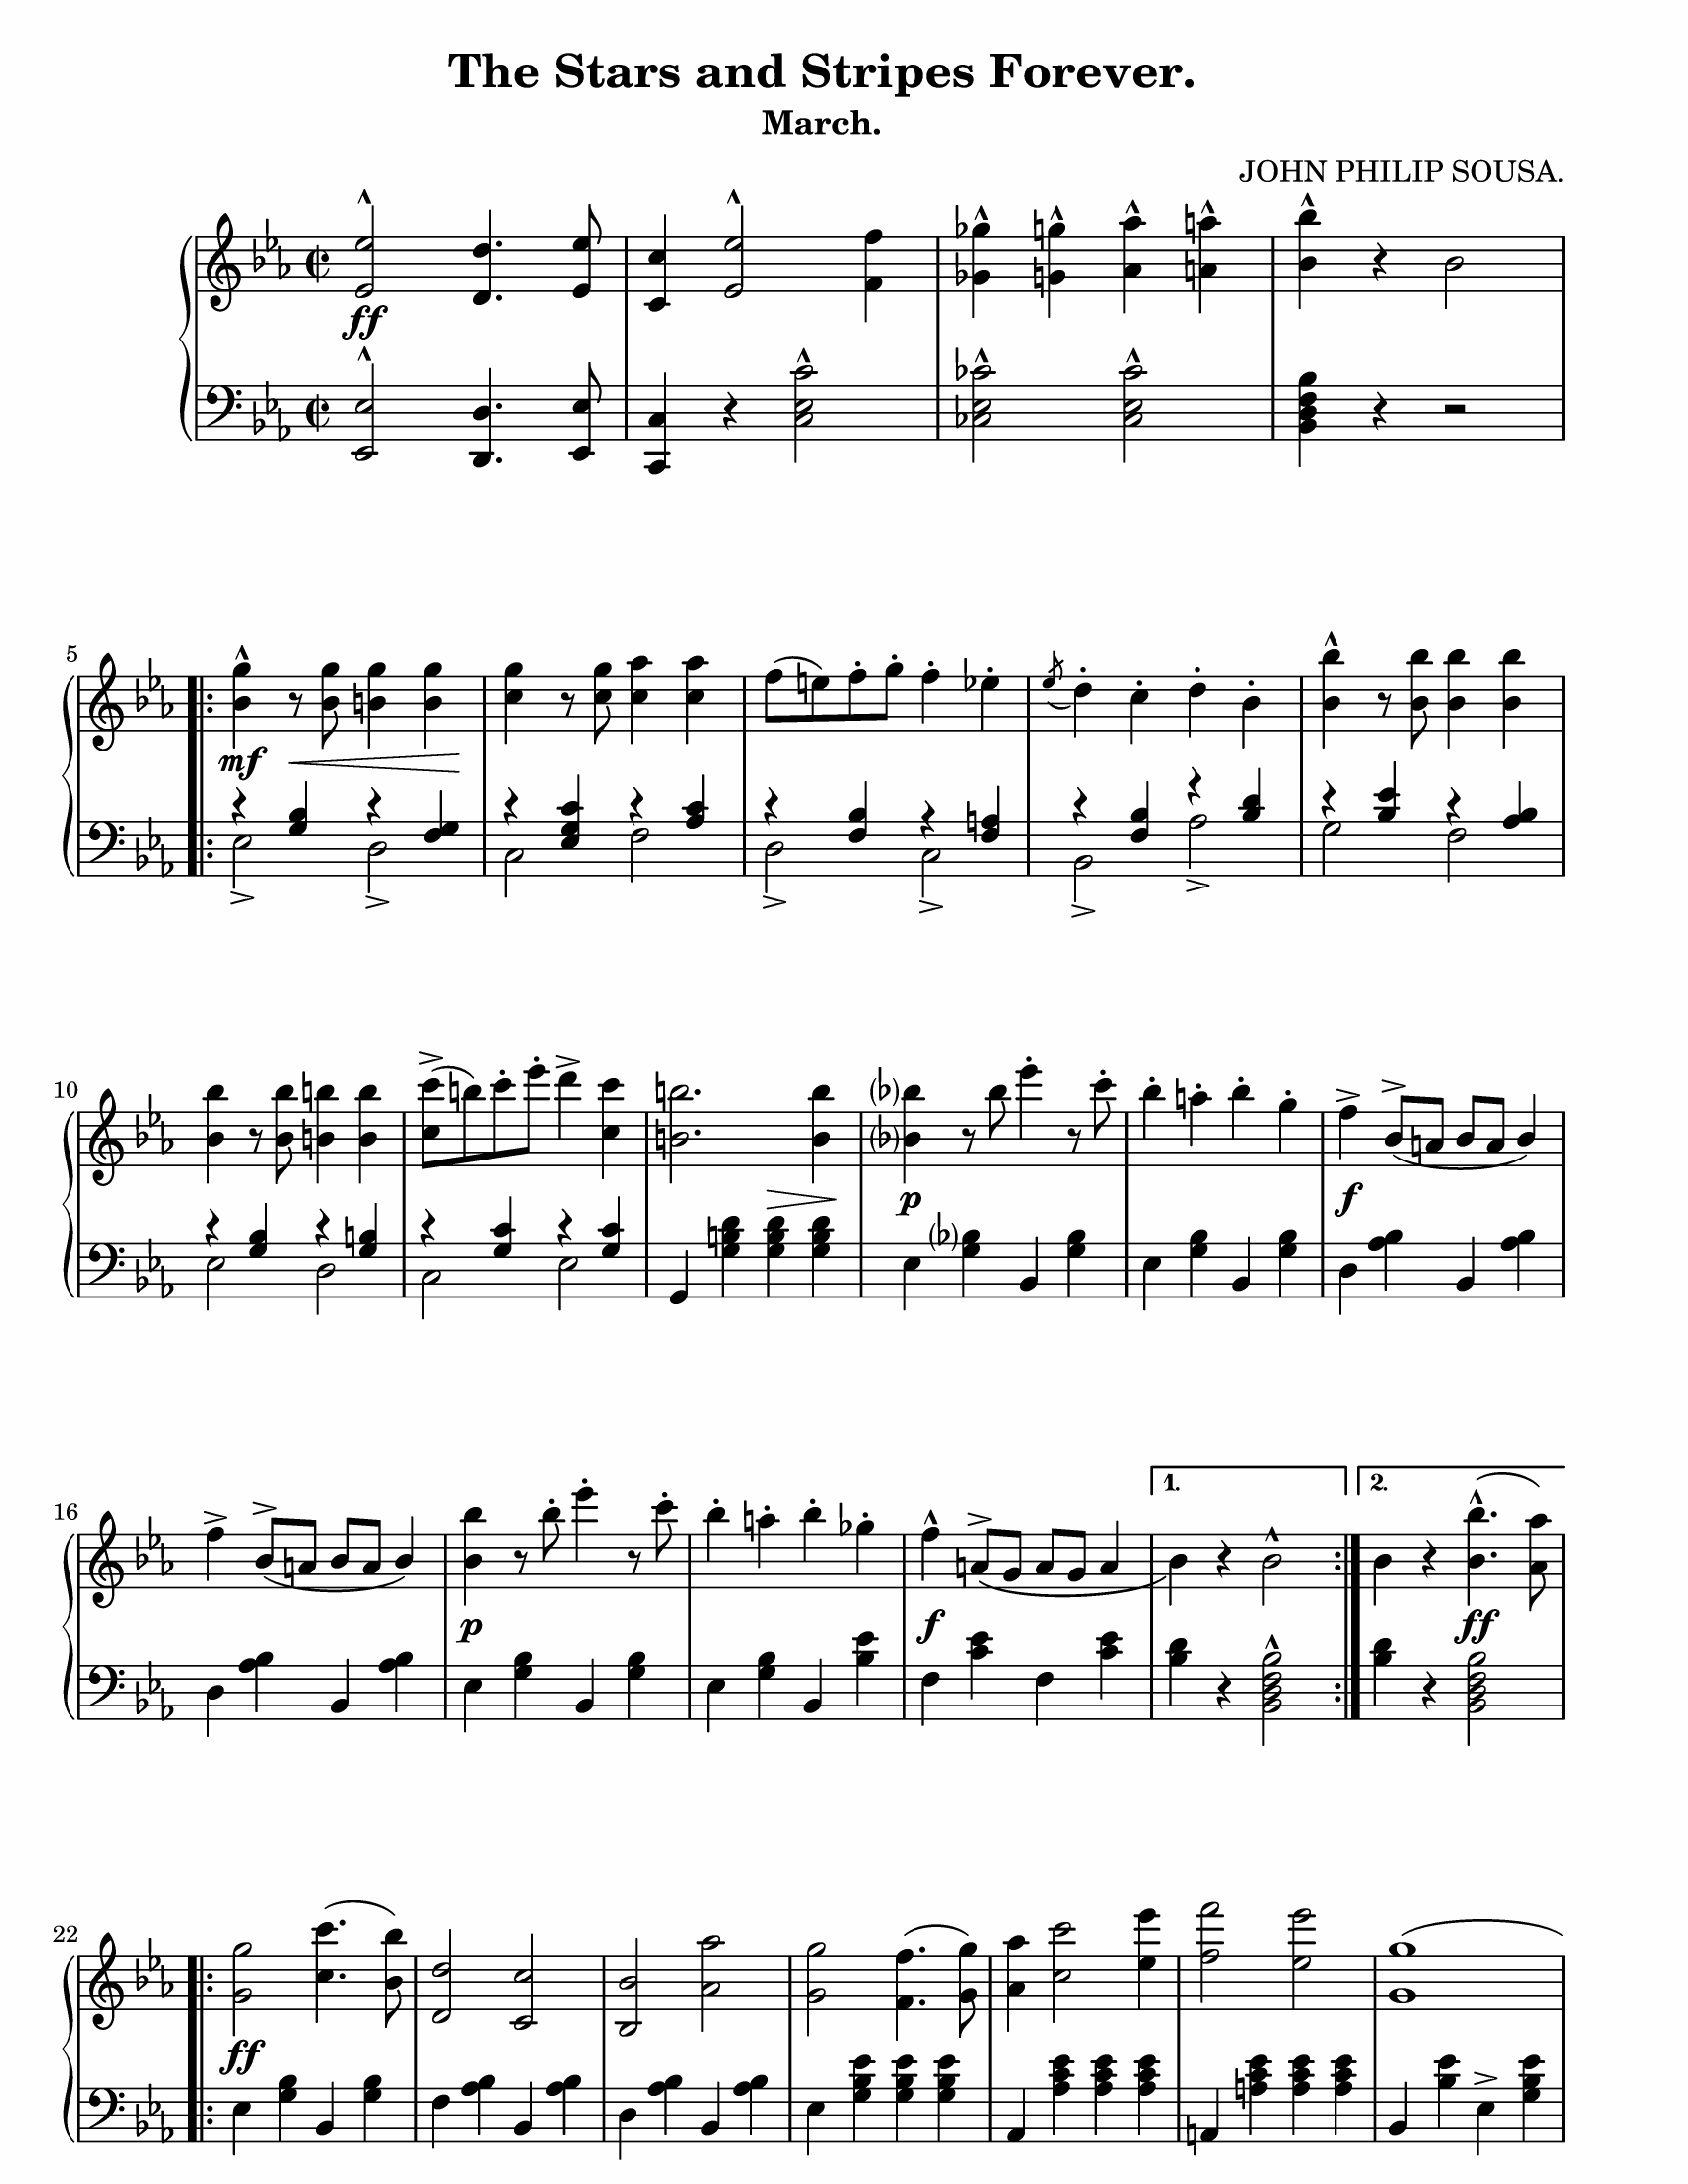 The Stars and Stripes Forever.
March.
JOHN PHILIP SOUSA.
ff
5
mf
10
p f
16
1. 2.
p f ff
22
ff